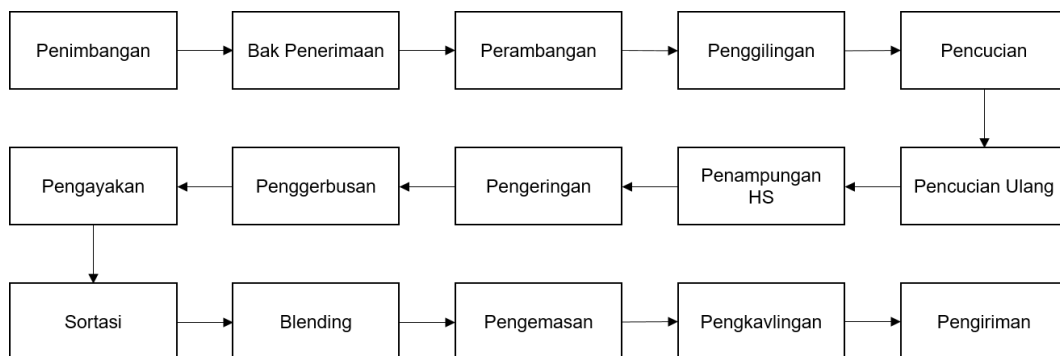 Penimbangan
Bak Penerimaan
Perambangan
Penggilingan
Pencucian
Pencucian Ulang
Penampungan
HS
Pengeringan
Penggerbusan
Pengayakan
Sortasi
Blending
Pengemasan
Pengkavlingan
Pengiriman